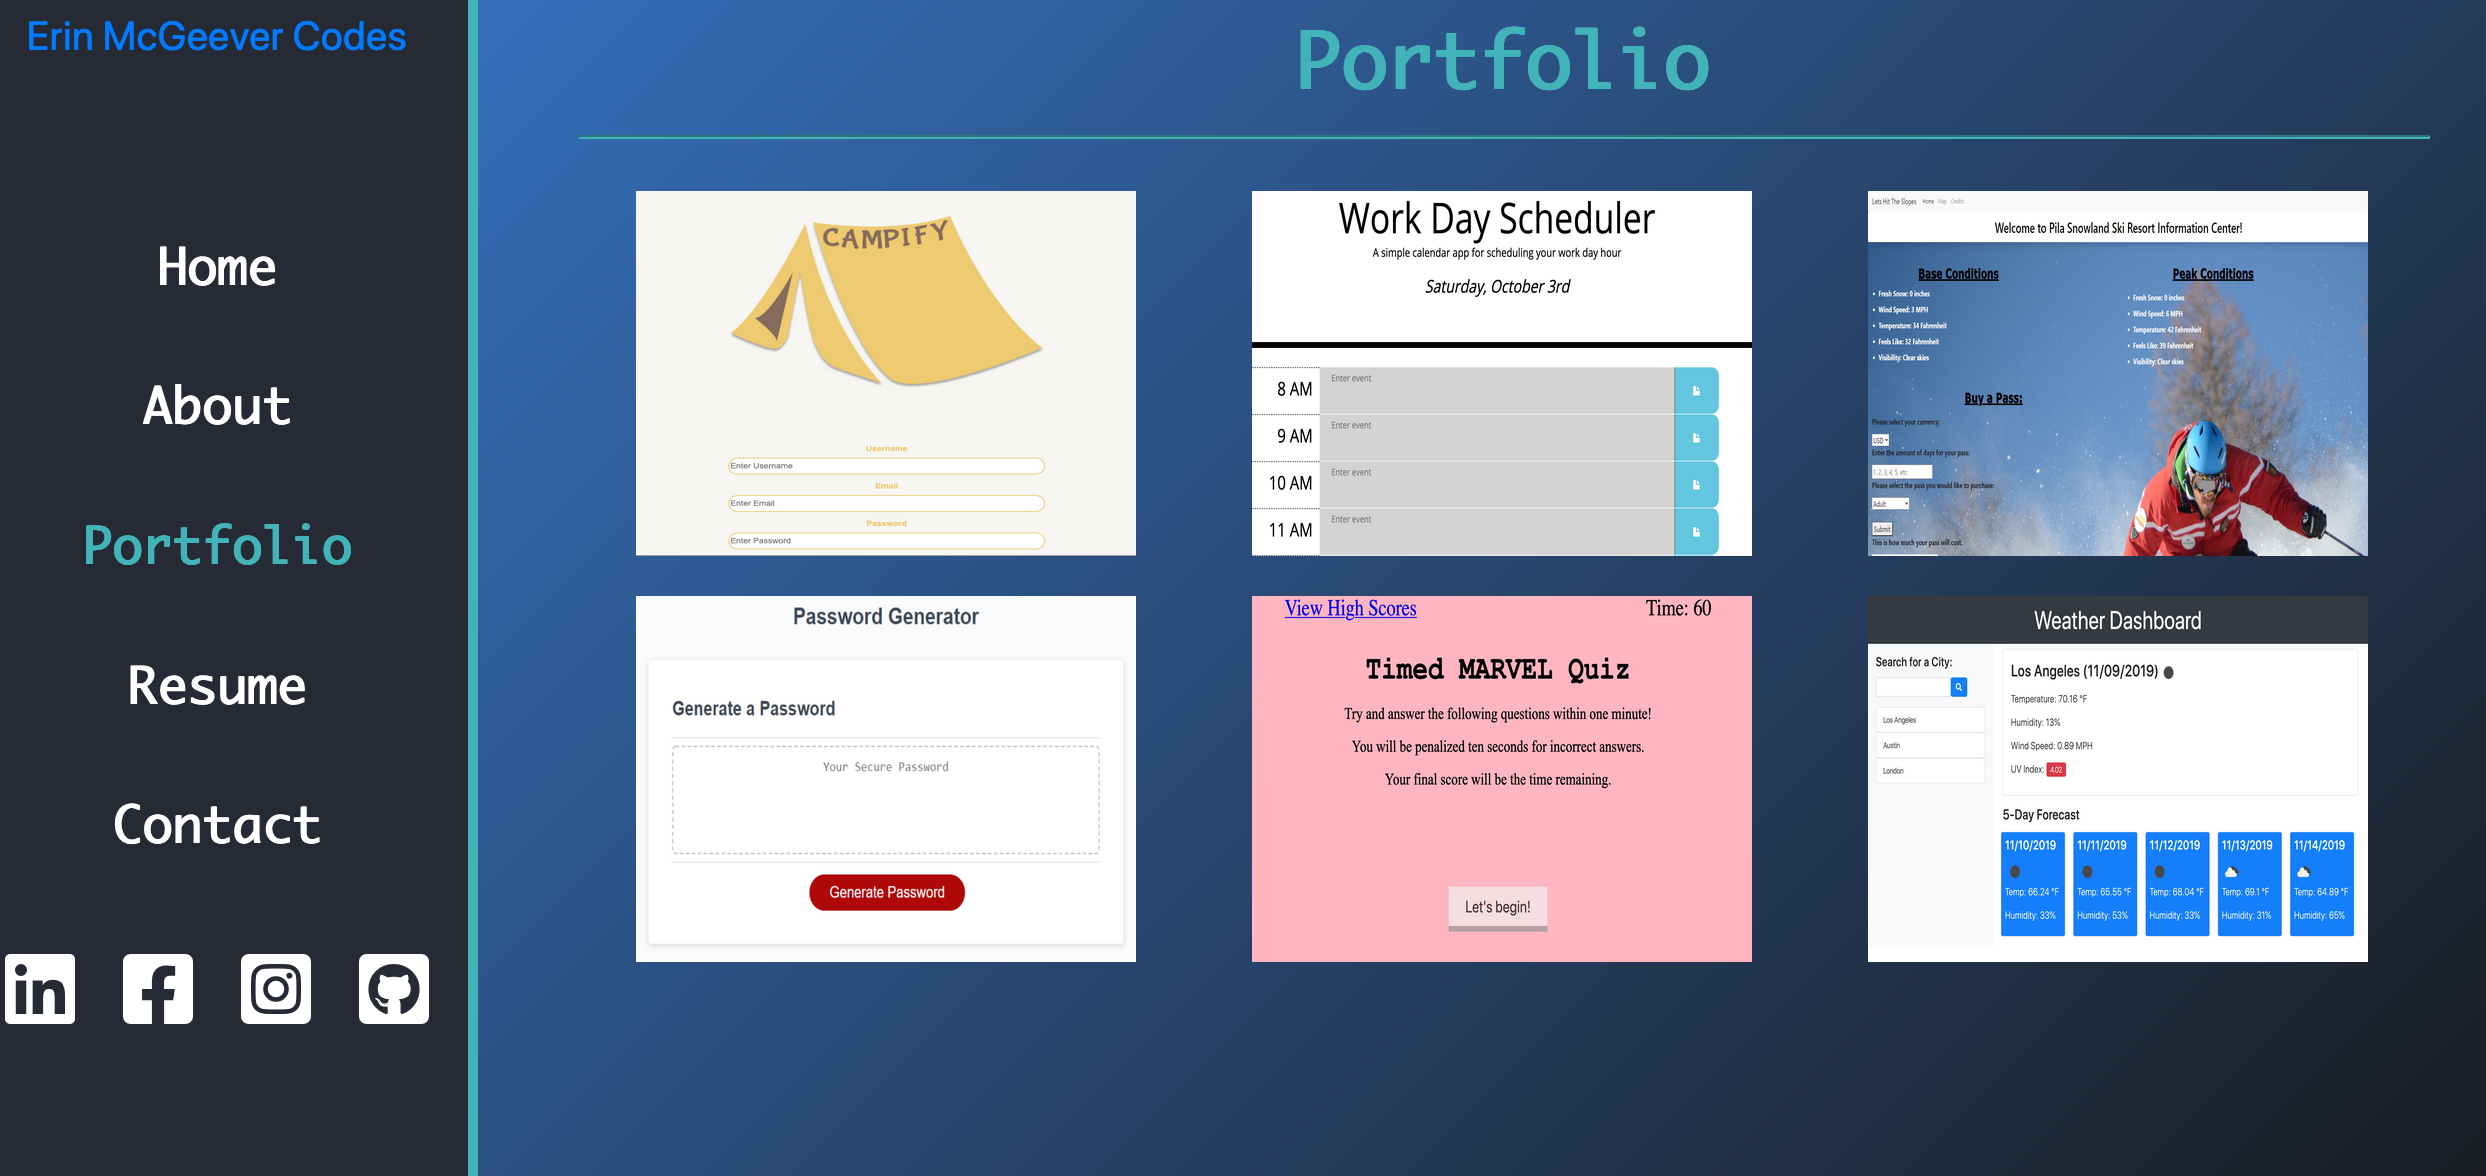 Erin McGeever Codes
Home
About
Portfolio
Resume
Contact
Portfolio
CAMPIFY
Username
Enter Username
Email
Enter Email
Password
Enter Password
Work Day Scheduler
A simple calendar app for scheduling your work day hour
Saturday, October 3rd
8 AM Enter event
9 AM Enter event
10 AM Enter event
11 AM Enter event
Lets Hit The Slopes Home Map Credits
Welcome to Pila Snowland Ski Resort Information Center!
Base Conditions
Fresh Snow: 0 inches
Wind Speed: 3 MPH
Temperature: 34 Fahrenheit
Feels Like: 32 Fahrenheit
Visibility: Clear skies
Peak Conditions
Fresh Snow: 0 inches
Wind Speed: 6 MPH
Temperature: 42 Fahrenheit
Feels Like: 39 Fahrenheit
Visibility: Clear skies
Buy a Pass:
Please select your currency:
USD
Enter the amount of days for your pass:
1, 2, 3, 4, 5, etc
Please select the pass you would like to purchase:
Adult
Submit
This is how much your pass will cost.
Password Generator
Generate a Password
Your Secure Password
Generate Password
View High Scores Time: 60
Timed MARVEL Quiz
Try and answer the following questions within one minute!
You will be penalized ten seconds for incorrect answers.
Your final score will be the time remaining.
Let's begin!
Weather Dashboard
Search for a City:
Los Angeles
Austin
London
Los Angeles (11/09/2019)
Temperature: 70.16 °F
Humidity: 13%
Wind Speed: 0.89 MPH
UV Index: 4.02
5-Day Forecast
11/10/2019 11/11/2019 11/12/2019 11/13/2019 11/14/2019
Temp: 66.24 °F Temp: 65.55 °F Temp: 68.04 °F Temp: 69.1 °F Temp: 64.89 °F
Humidity: 33% Humidity: 53% Humidity: 33% Humidity: 31% Humidity: 65%